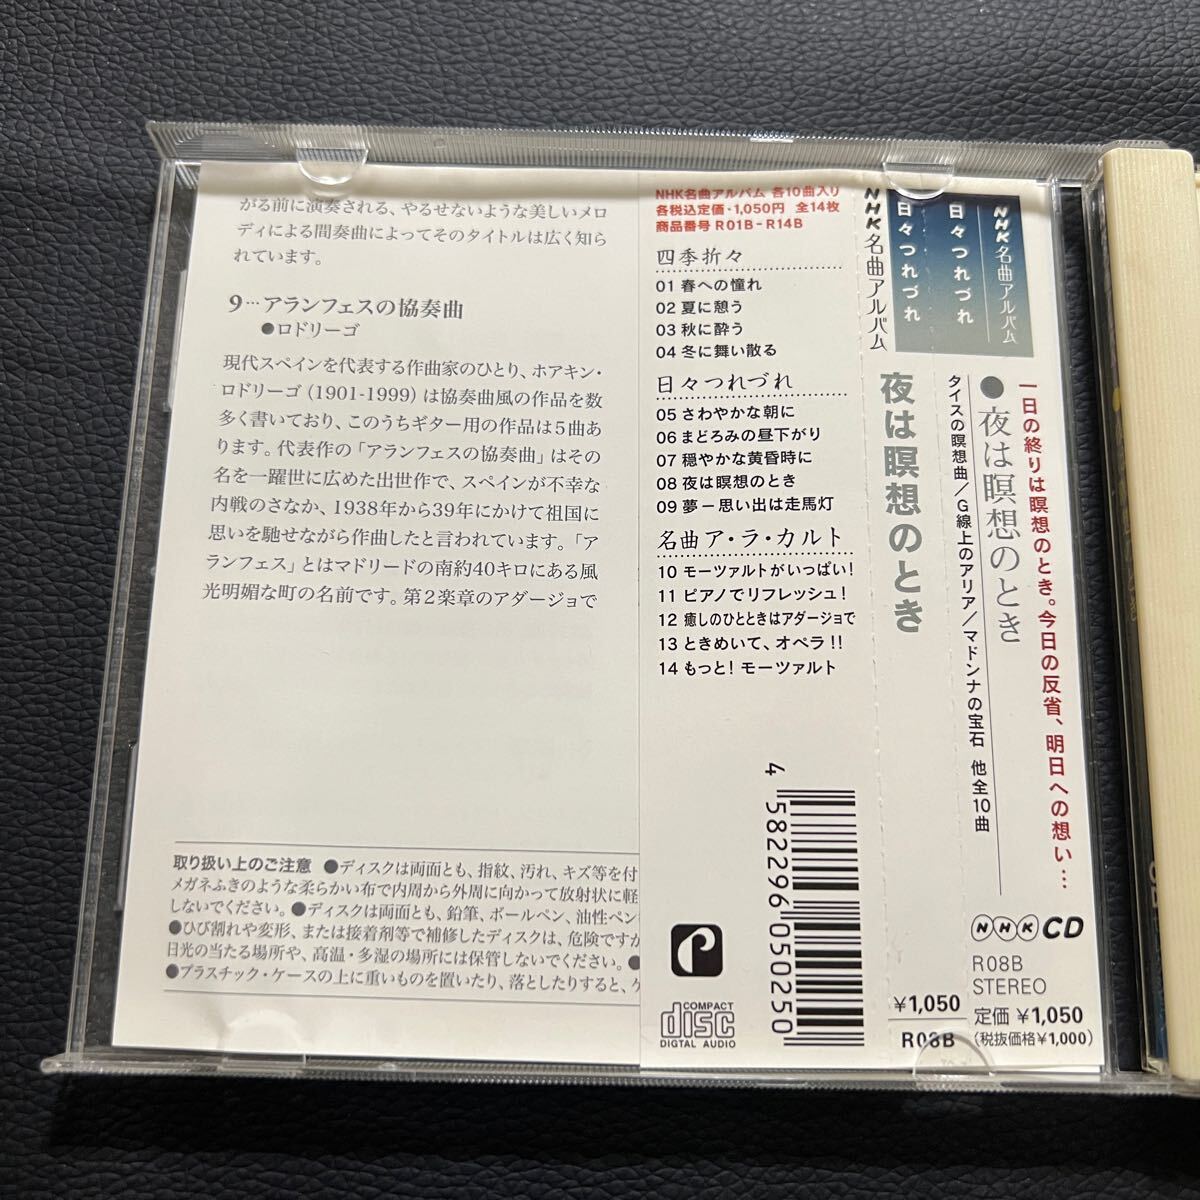 がる前に演奏される、やるせないような美しいメロ
ディによる間奏曲によってそのタイトルは広く知ら
れています。
9…アランフェスの協奏曲
●ロドリーゴ
現代スペインを代表する作曲家のひとり、ホアキン・
ロドリーゴ(1901-1999)は協奏曲風の作品を数
多く書いており、このうちギター用の作品は5曲あ
ります。代表作の「アランフェスの協奏曲」はその
名を一躍世に広めた出世作で、スペインが不幸な
内戦のさなか、1938年から39年にかけて祖国に
思いを馳せながら作曲したと言われています。「ア
ランフェス」とはマドリードの南約40キロにある風
光明媚な町の名前です。第2楽章のアダージョで
取り扱い上のご注意 ●ディスクは両面とも、指紋、汚れ、キズ等を付
メガネふきのような柔らかい布で内周から外周に向かって放射状に軽
しないでください。●ディスクは両面とも、鉛筆、ボールペン、油性ペン
●ひび割れや変形、または接着剤等で補修したディスクは、危険ですか
日光の当たる場所や、高温・多湿の場所には保管しないでください。●
●プラスチック・ケースの上に重いものを置いたり、落としたりすると、ケ
NHK名曲アルバム 各10曲入り
各税込定価・1,050円 全14枚
商品番号 R01B-R14B
四季折々
01 春への憧れ
02 夏に憩う
03 秋に酔う
04 冬に舞い散る
日々つれづれ
05 さわやかな朝に
06 まどろみの昼下がり
07 穏やかな黄昏時に
08 夜は瞑想のとき
09 夢－思い出は走馬灯
名曲ア・ラ・カルト
10 モーツァルトがいっぱい!
11 ピアノでリフレッシュ!
12 癒しのひとときはアダージョで
13 ときめいて、オペラ!!
14 もっと! モーツァルト
4 582296 050250
COMPACT
disc
DIGITAL AUDIO
NHK名曲アルバム
日々つれづれ
夜は瞑想のとき
¥1,050
R08B
NHK名曲アルバム
日々つれづれ
一日の終りは瞑想のとき。今日の反省、明日への想い…
●夜は瞑想のとき
タイスの瞑想曲/G線上のアリア/マドンナの宝石 他全10曲
NHK CD
R08B
STEREO
定価 ¥1,050
(税抜価格¥1,000)